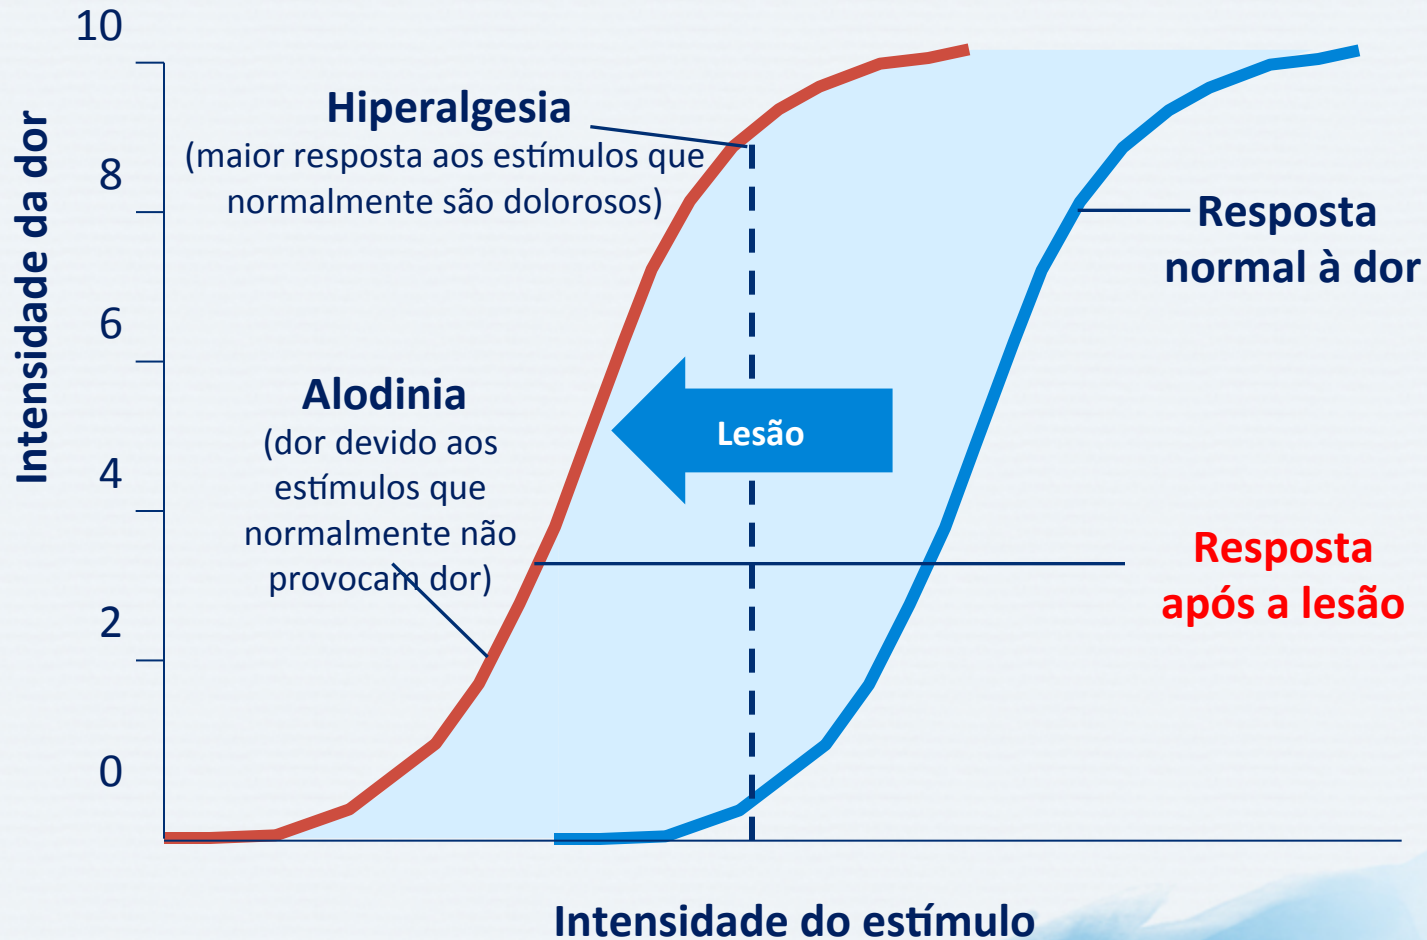 10
8
6
4
2
0
Intensidade da dor
Hiperalgesia
(maior resposta aos estímulos que
normalmente são dolorosos)
Resposta
normal à dor
Alodinia
(dor devido aos
estímulos que
normalmente não
provocam dor)
Lesão
Resposta
após a lesão
Intensidade do estímulo